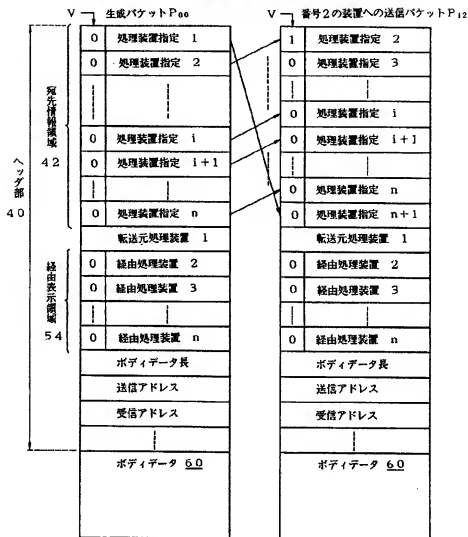 V 生成パケットP₀₀
0 処理装置指定 1
0 処理装置指定 2
0 処理装置指定 i
0 処理装置指定 i+1
0 処理装置指定 n
転送元処理装置 1
0 経由処理装置 2
0 経由処理装置 3
0 経由処理装置 n
ボディデータ長
送信アドレス
受信アドレス
ボディデータ 60
ヘッダ部
40
宛先情報領域
42
経由表示領域
54
V 番号2の装置への送信パケットP₁₂
1 処理装置指定 2
0 処理装置指定 3
0 処理装置指定 i
0 処理装置指定 i+1
0 処理装置指定 n
0 処理装置指定 n+1
転送元処理装置 1
0 経由処理装置 2
0 経由処理装置 3
0 経由処理装置 n
ボディデータ長
送信アドレス
受信アドレス
ボディデータ 60